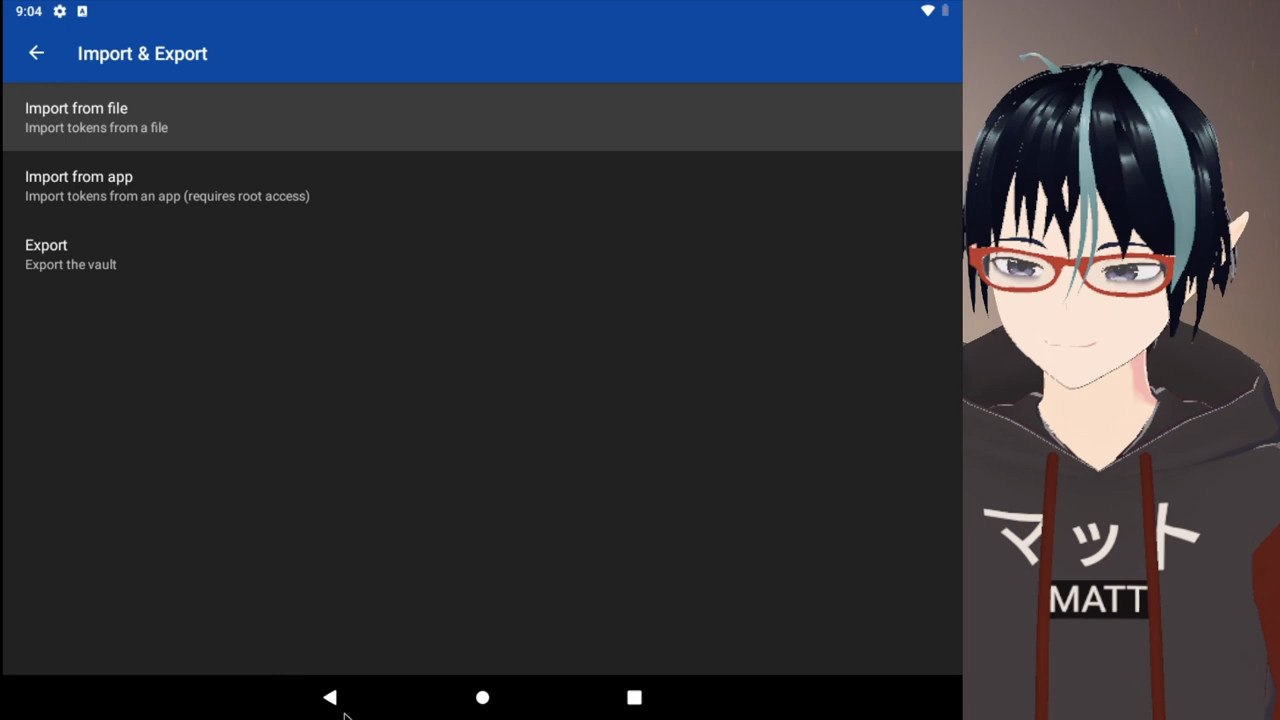 9:04
Import & Export
Import from file
Import tokens from a file
Import from app
Import tokens from an app (requires root access)
Export
Export the vault
マット
MATT